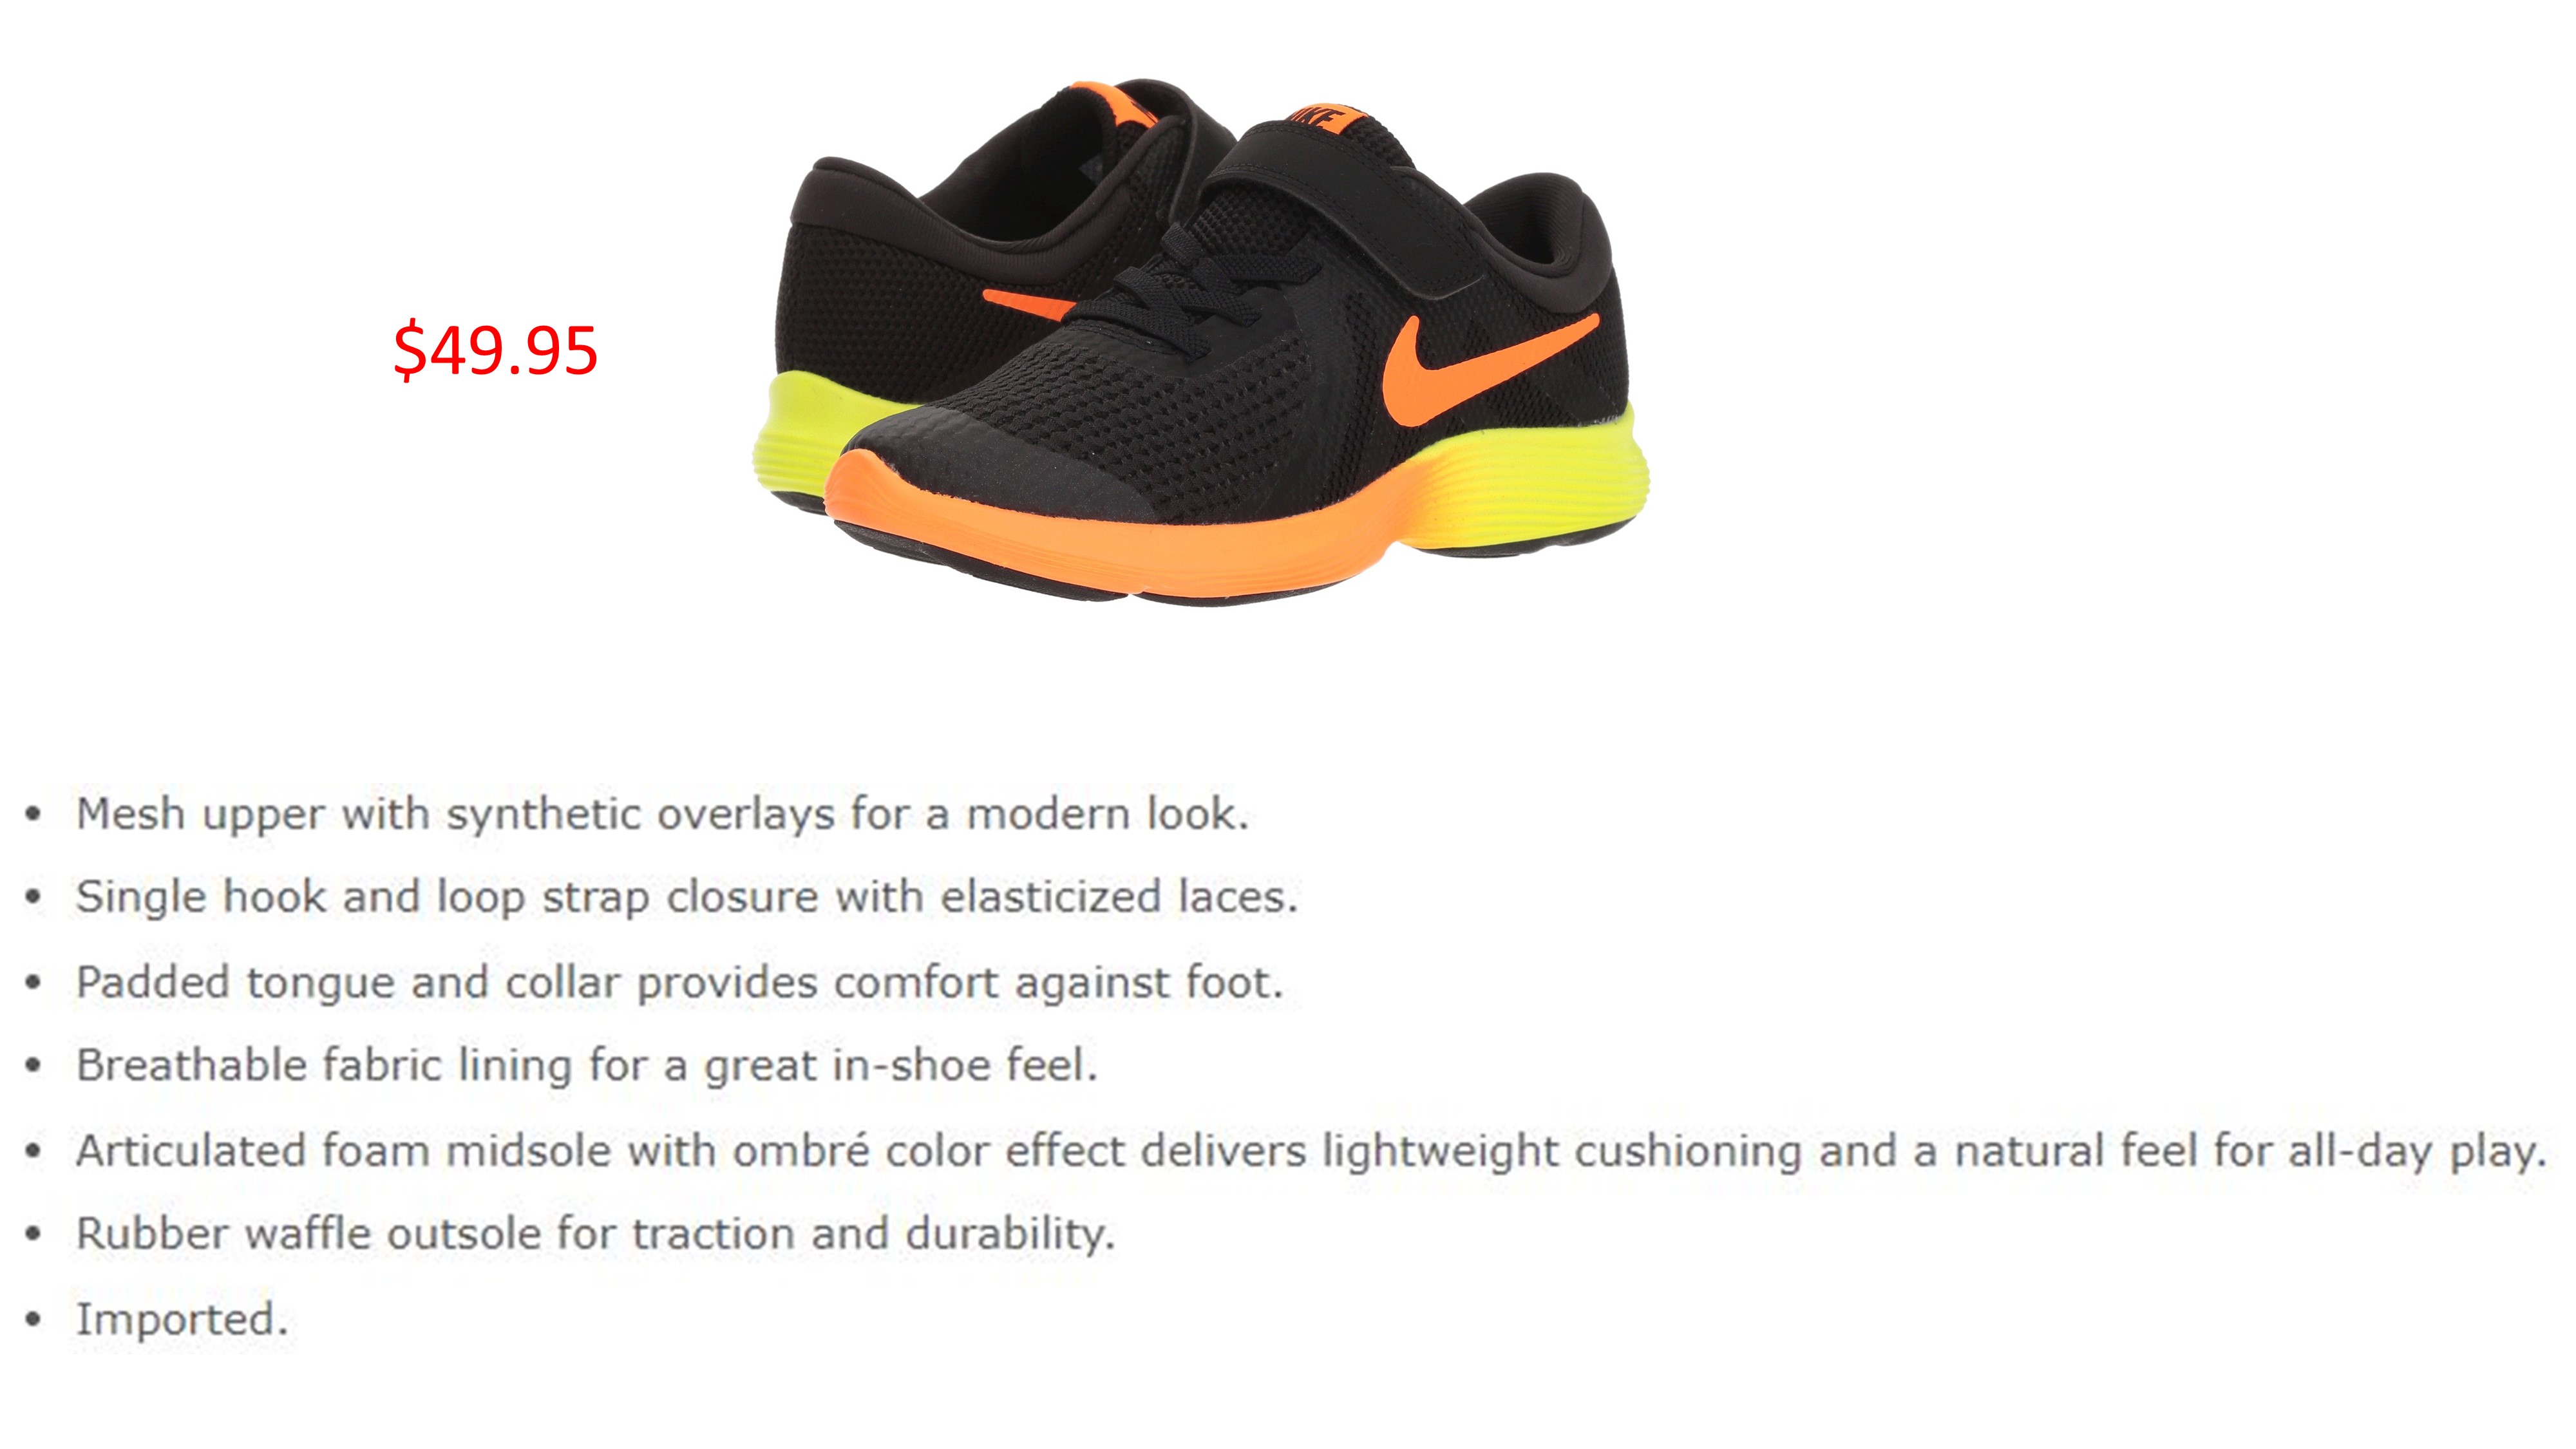 NIKE
$49.95
• Mesh upper with synthetic overlays for a modern look.
• Single hook and loop strap closure with elasticized laces.
• Padded tongue and collar provides comfort against foot.
• Breathable fabric lining for a great in-shoe feel.
• Articulated foam midsole with ombré color effect delivers lightweight cushioning and a natural feel for all-day play.
• Rubber waffle outsole for traction and durability.
• Imported.